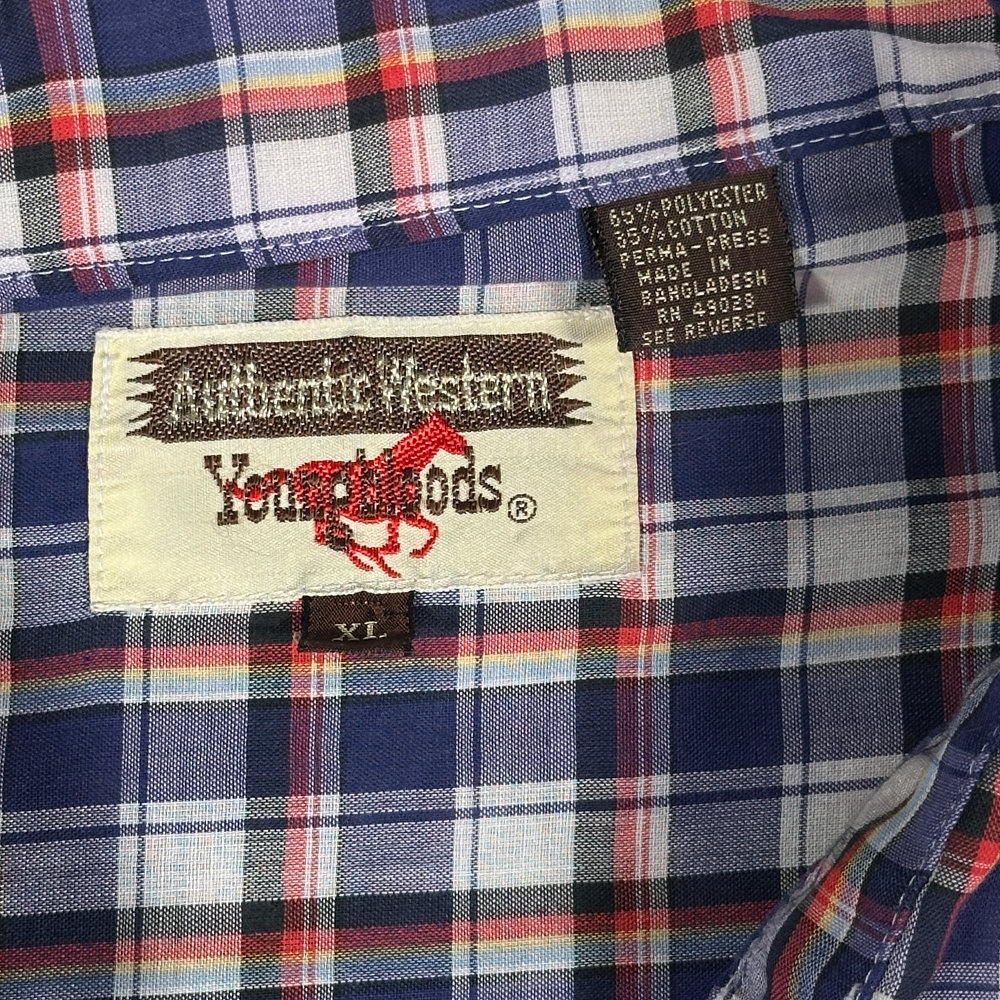 65% POLYESTER
35% COTTON
PERMA-PRESS
MADE IN
BANGLADESH
RN 49028
SEE REVERSE
Authentic Western
Youngbloods®
XL